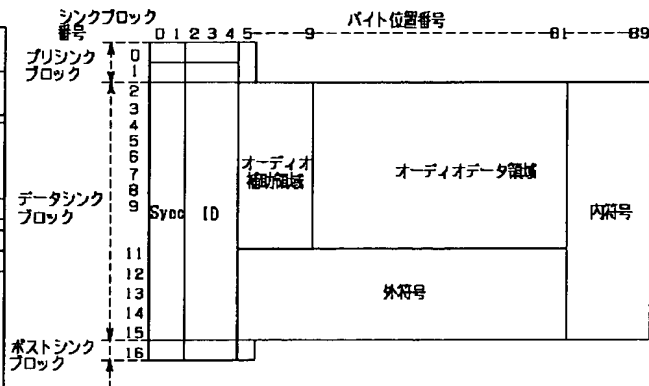 シンクブロック
番号
バイト位置番号
0 1 2 3 4 5 9 81 89
プリシンク
ブロック
0
1
データシンク
ブロック
2
3
4
5
6
7
8
9
11
12
13
14
15
Sync
ID
オーディオ
補助領域
オーディオデータ領域
内符号
外符号
ポストシンク
ブロック
16